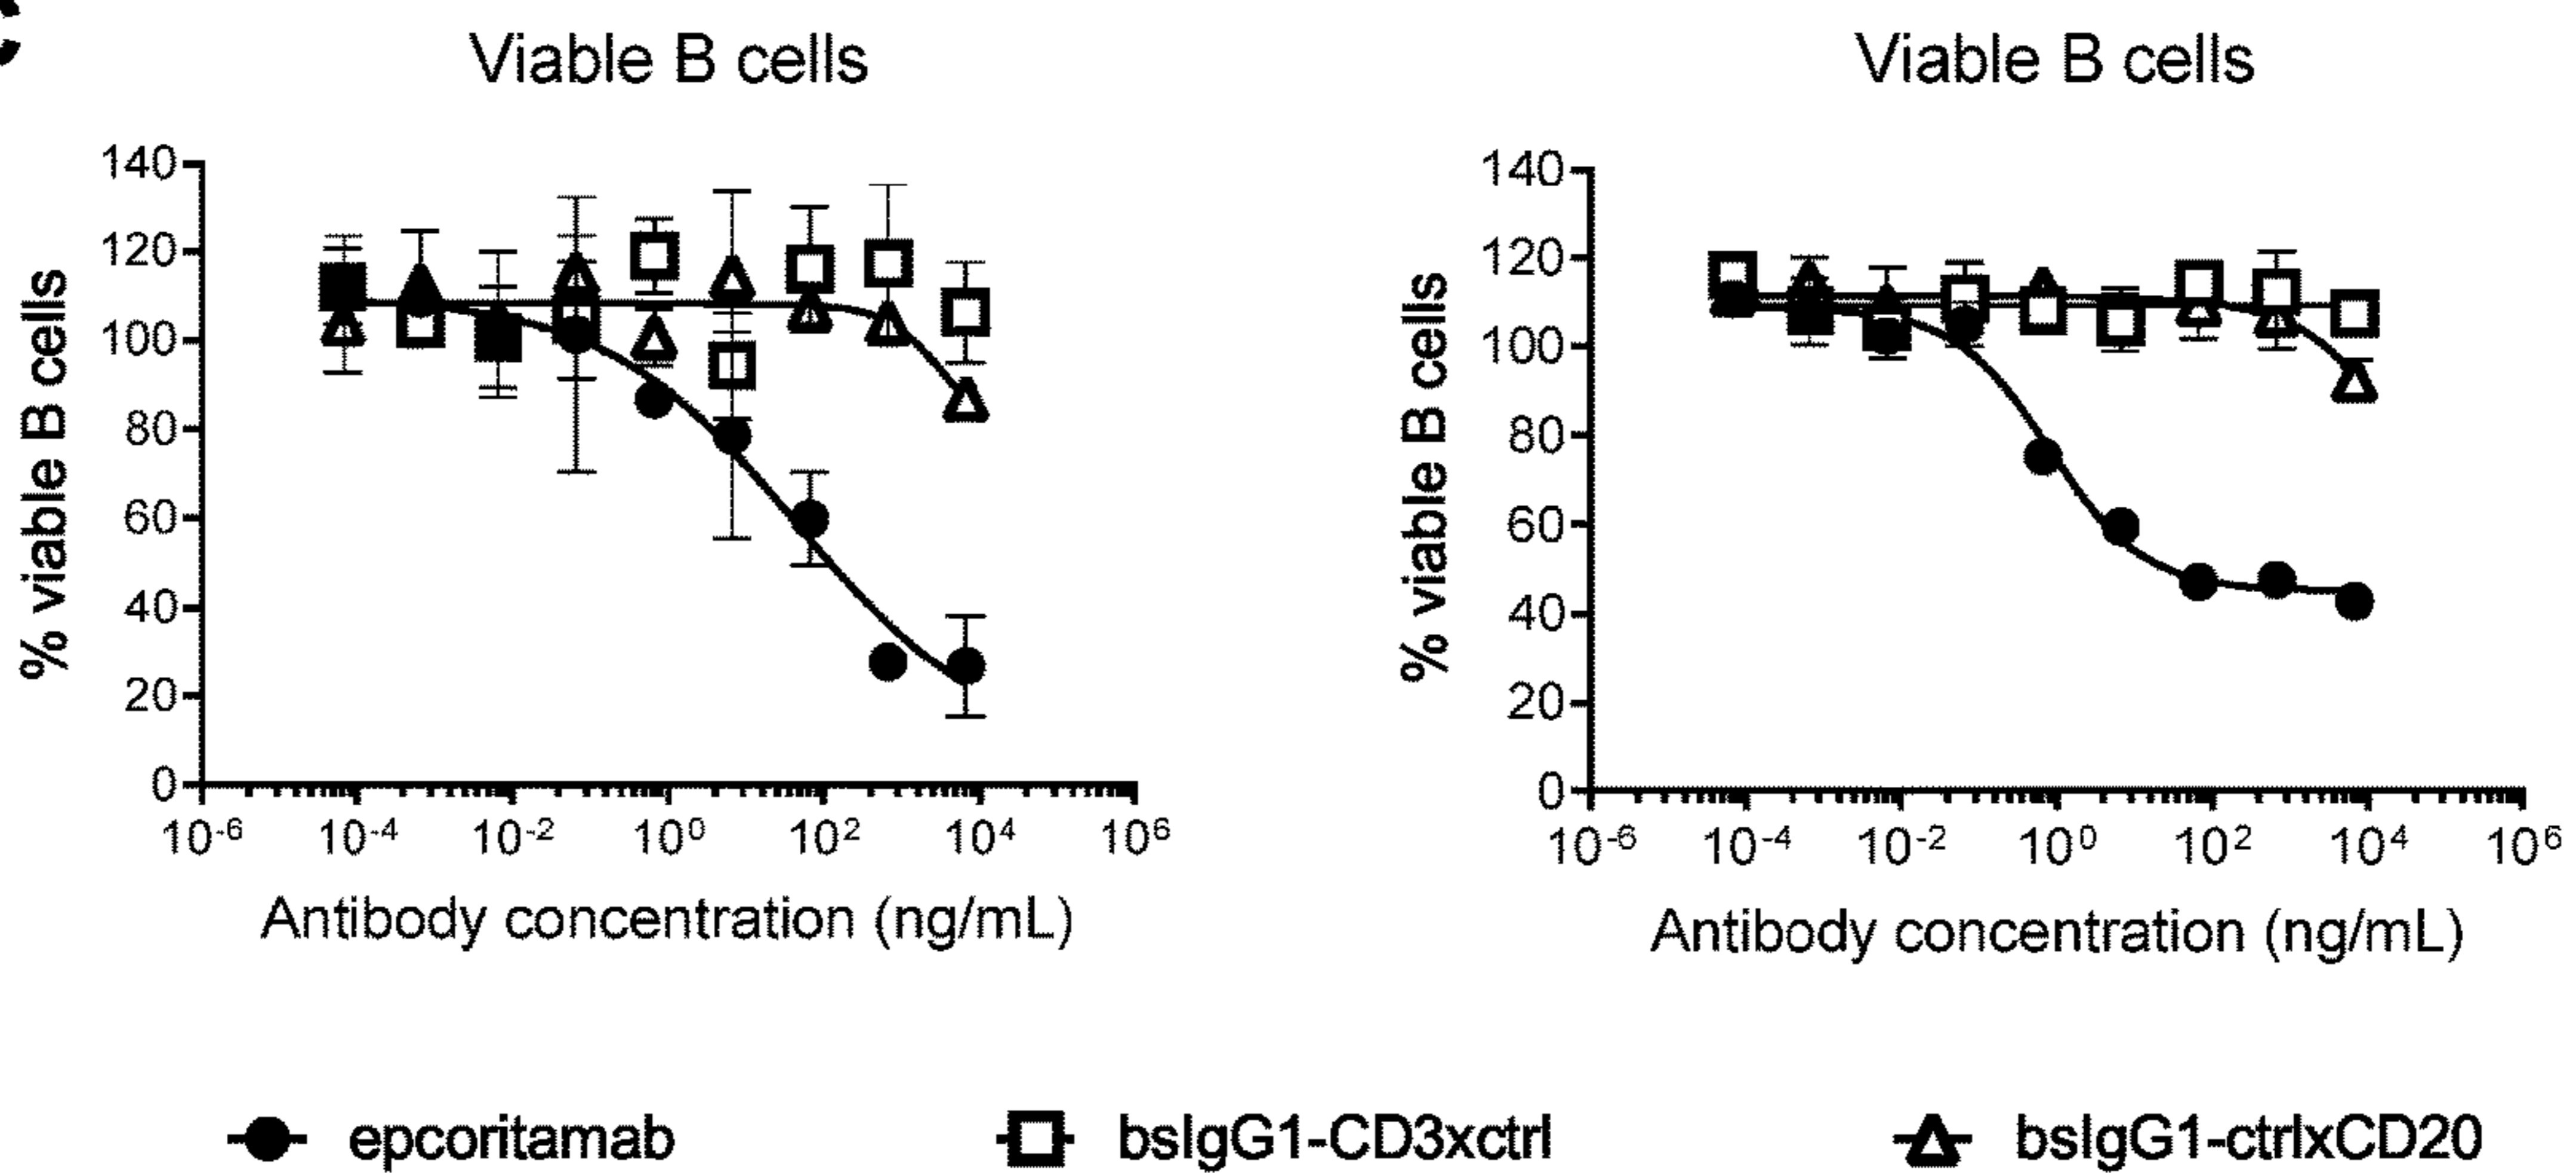 Viable B cells
% viable B cells
140
120
100
80
60
40
20
0
10⁻⁶ 10⁻⁴ 10⁻² 10⁰ 10² 10⁴ 10⁶
Antibody concentration (ng/mL)
Viable B cells
% viable B cells
140
120
100
80
60
40
20
0
10⁻⁶ 10⁻⁴ 10⁻² 10⁰ 10² 10⁴ 10⁶
Antibody concentration (ng/mL)
epcoritamab bsIgG1-CD3xctrl bsIgG1-ctrlxCD20